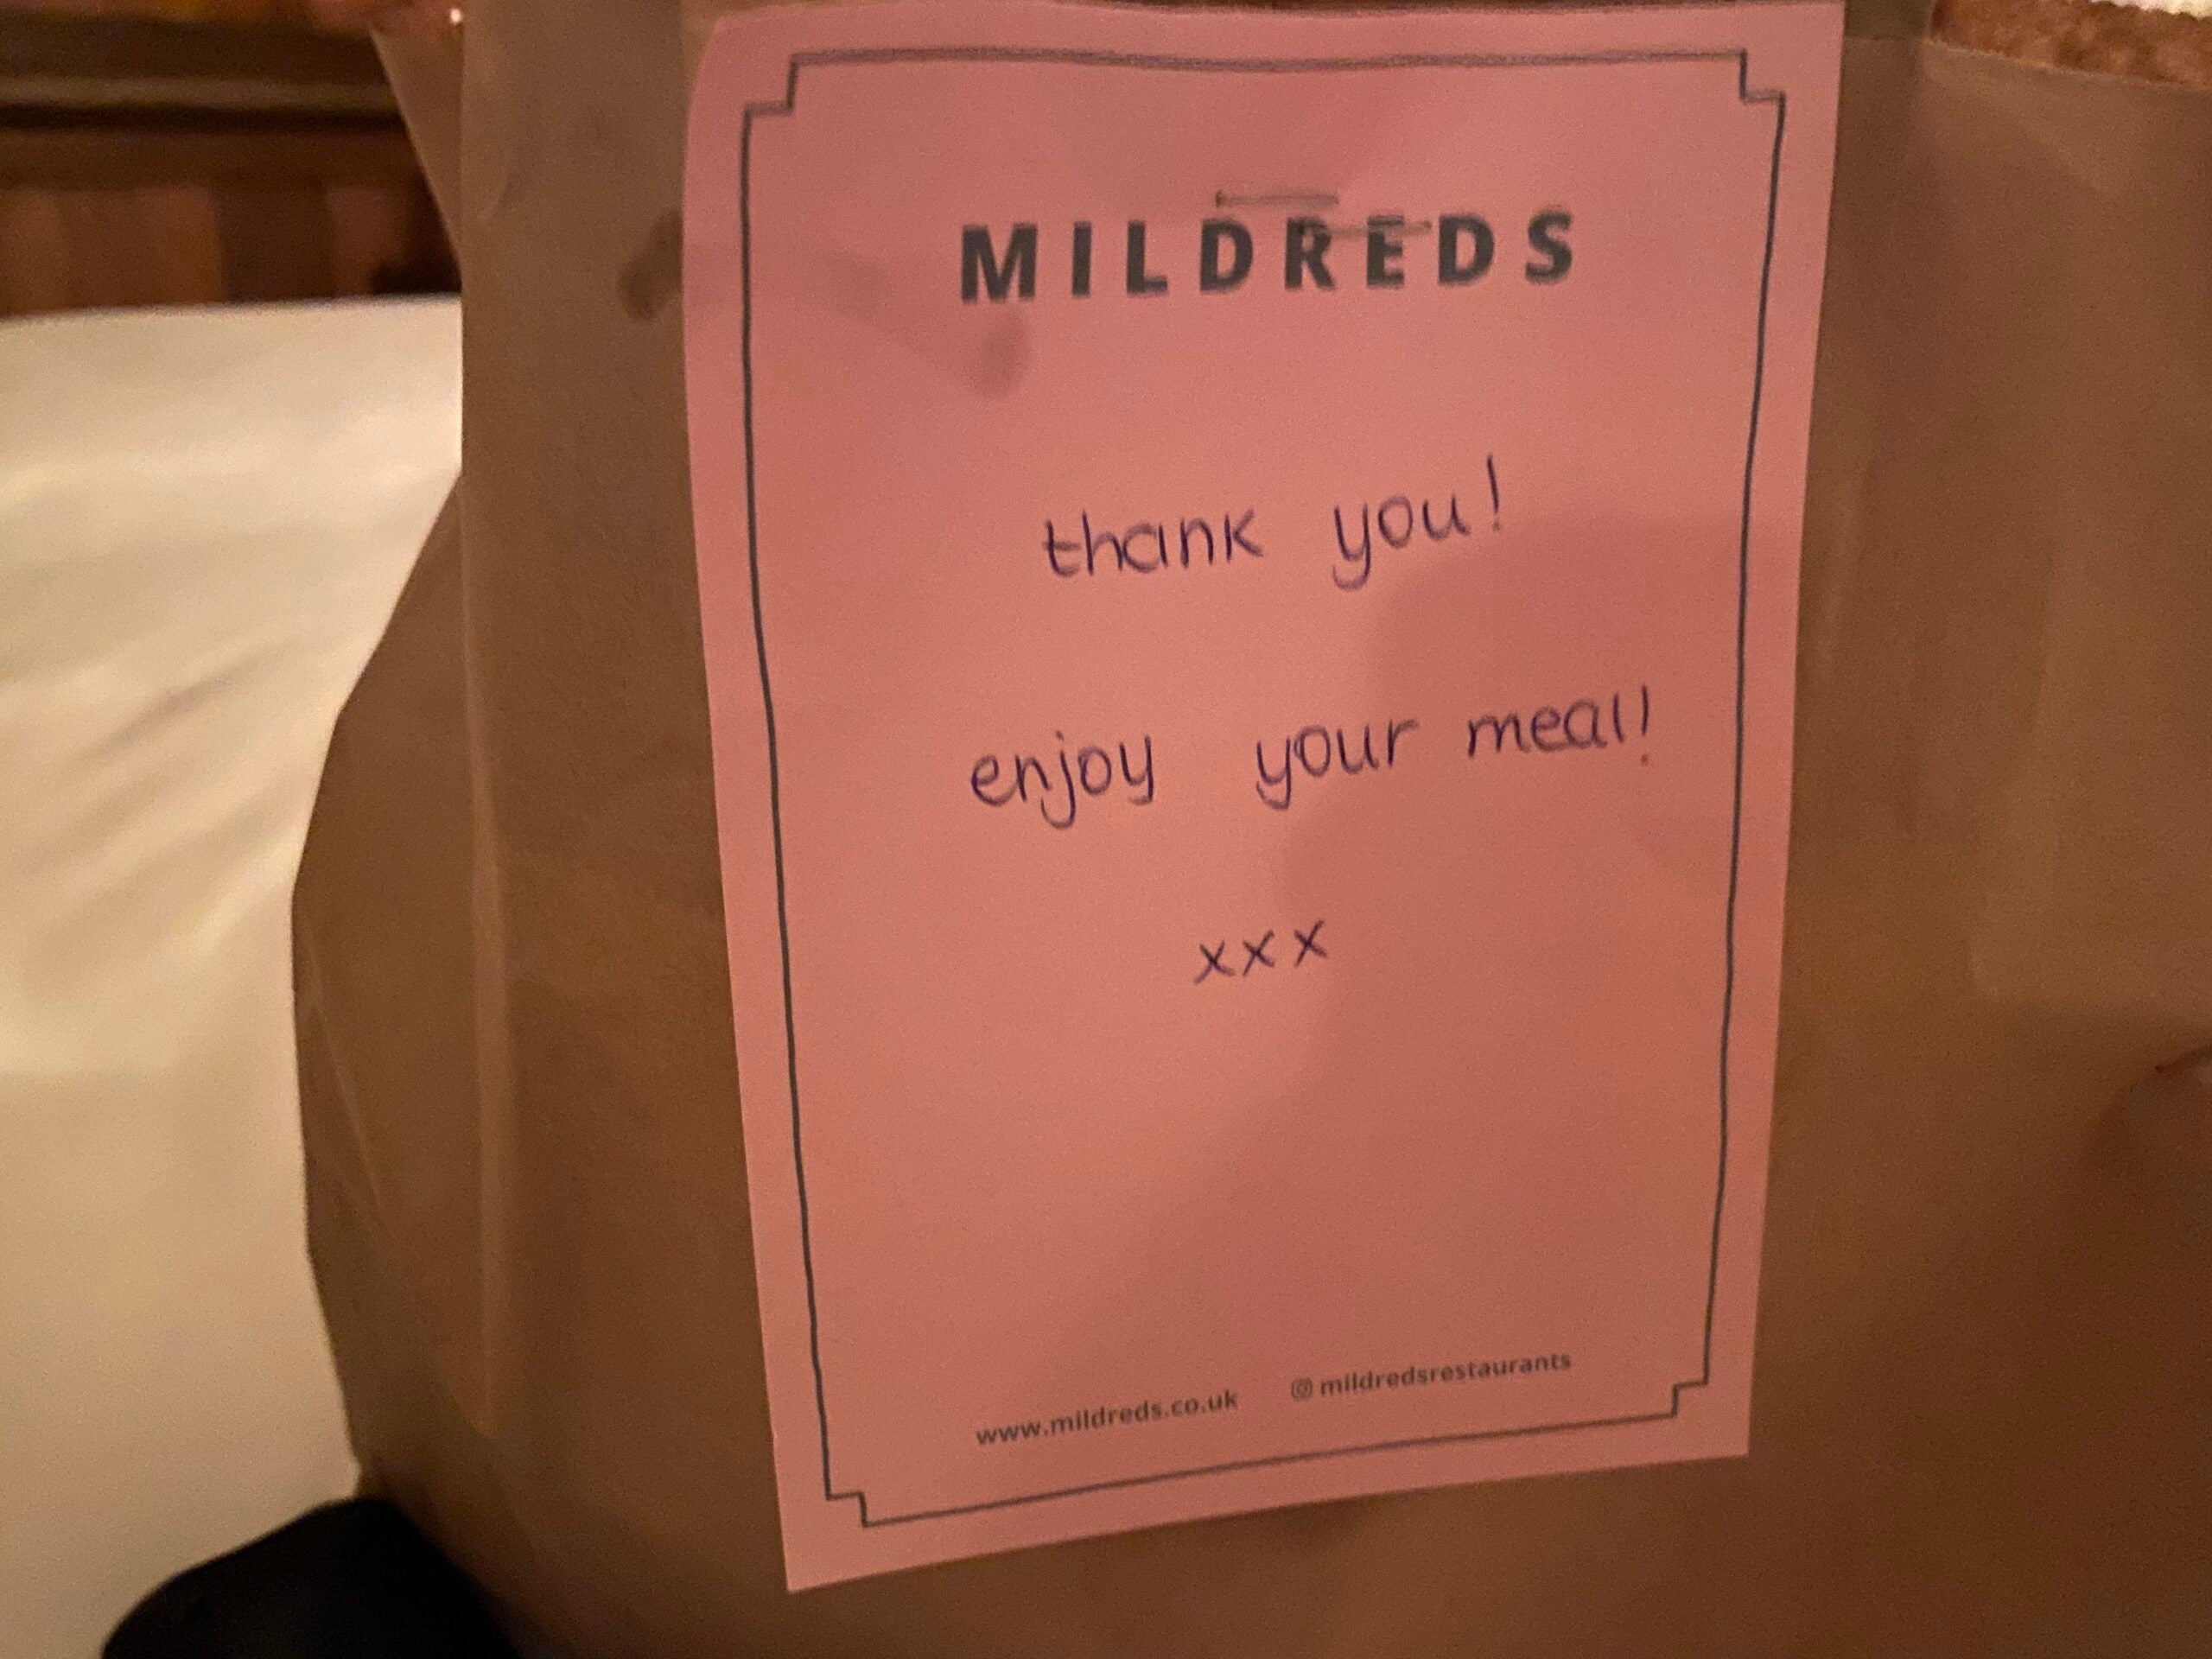 MILDREDS
thank you!
enjoy your meal!
xxx
www.mildreds.co.uk mildredsrestaurants